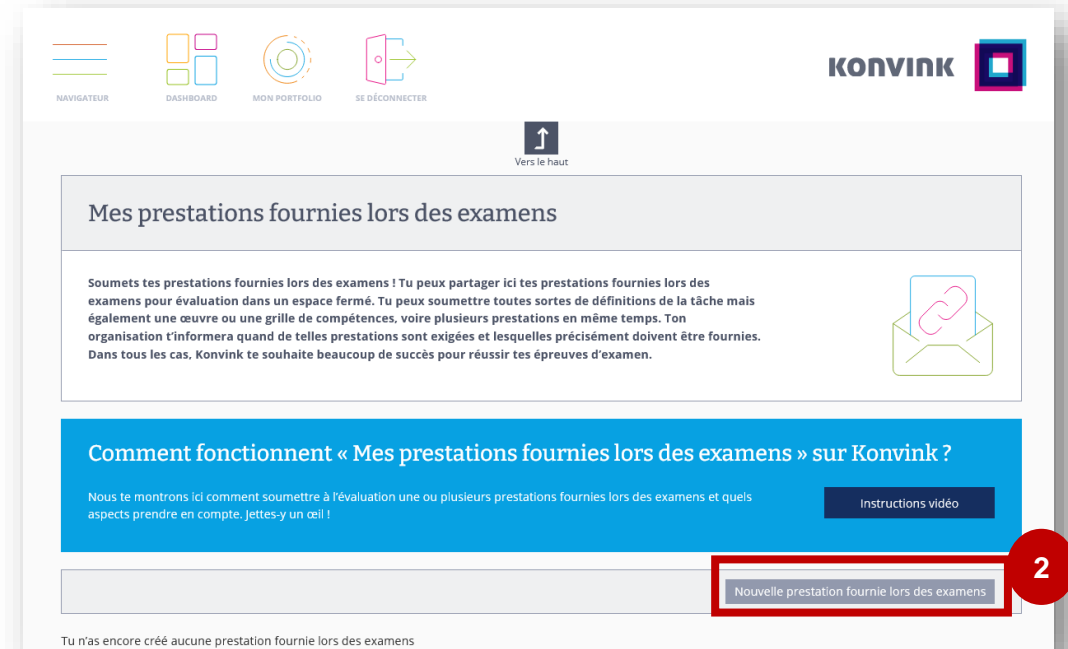 NAVIGATEUR
DASHBOARD
MON PORTFOLIO
SE DÉCONNECTER
KONVINK
Vers le haut
Mes prestations fournies lors des examens
Soumets tes prestations fournies lors des examens ! Tu peux partager ici tes prestations fournies lors des
examens pour évaluation dans un espace fermé. Tu peux soumettre toutes sortes de définitions de la tâche mais
également une œuvre ou une grille de compétences, voire plusieurs prestations en même temps. Ton
organisation t'informera quand de telles prestations sont exigées et lesquelles précisément doivent être fournies.
Dans tous les cas, Konvink te souhaite beaucoup de succès pour réussir tes épreuves d'examen.
Comment fonctionnent « Mes prestations fournies lors des examens » sur Konvink ?
Nous te montrons ici comment soumettre à l'évaluation une ou plusieurs prestations fournies lors des examens et quels
aspects prendre en compte. Jettes-y un œil !
Instructions vidéo
2
Nouvelle prestation fournie lors des examens
Tu n'as encore créé aucune prestation fournie lors des examens